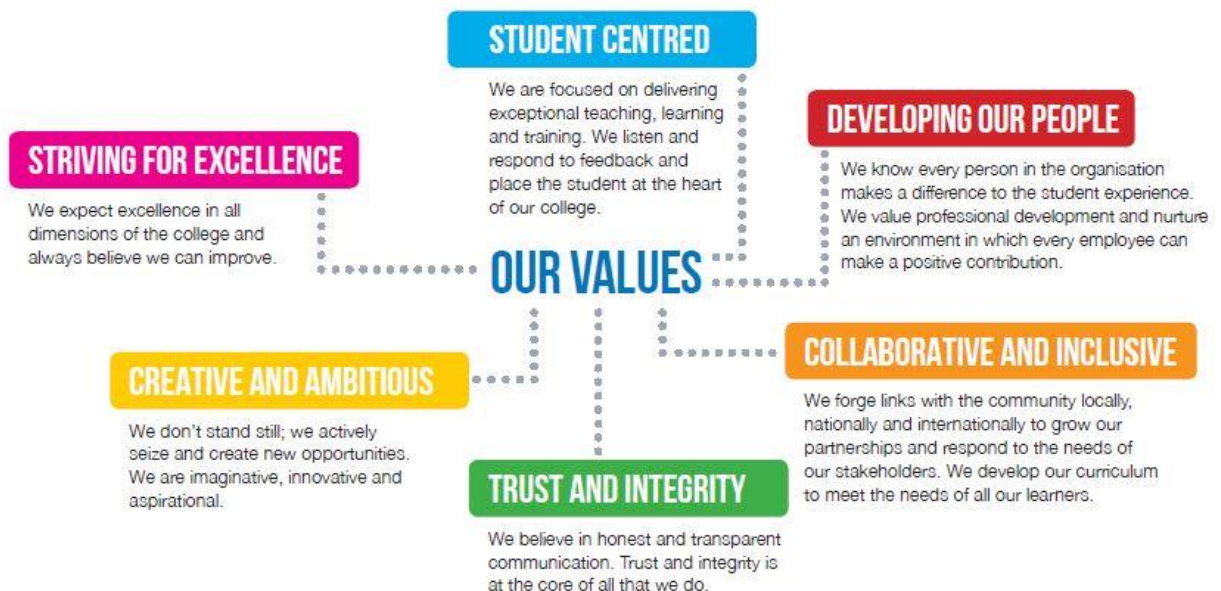 STUDENT CENTRED
We are focused on delivering
exceptional teaching, learning
and training. We listen and
respond to feedback and
place the student at the heart
of our college.
DEVELOPING OUR PEOPLE
We know every person in the organisation
makes a difference to the student experience.
We value professional development and nurture
an environment in which every employee can
make a positive contribution.
STRIVING FOR EXCELLENCE
We expect excellence in all
dimensions of the college and
always believe we can improve.
OUR VALUES
CREATIVE AND AMBITIOUS
We don't stand still; we actively
seize and create new opportunities.
We are imaginative, innovative and
aspirational.
COLLABORATIVE AND INCLUSIVE
We forge links with the community locally,
nationally and internationally to grow our
partnerships and respond to the needs of
our stakeholders. We develop our curriculum
to meet the needs of all our learners.
TRUST AND INTEGRITY
We believe in honest and transparent
communication. Trust and integrity is
at the core of all that we do.